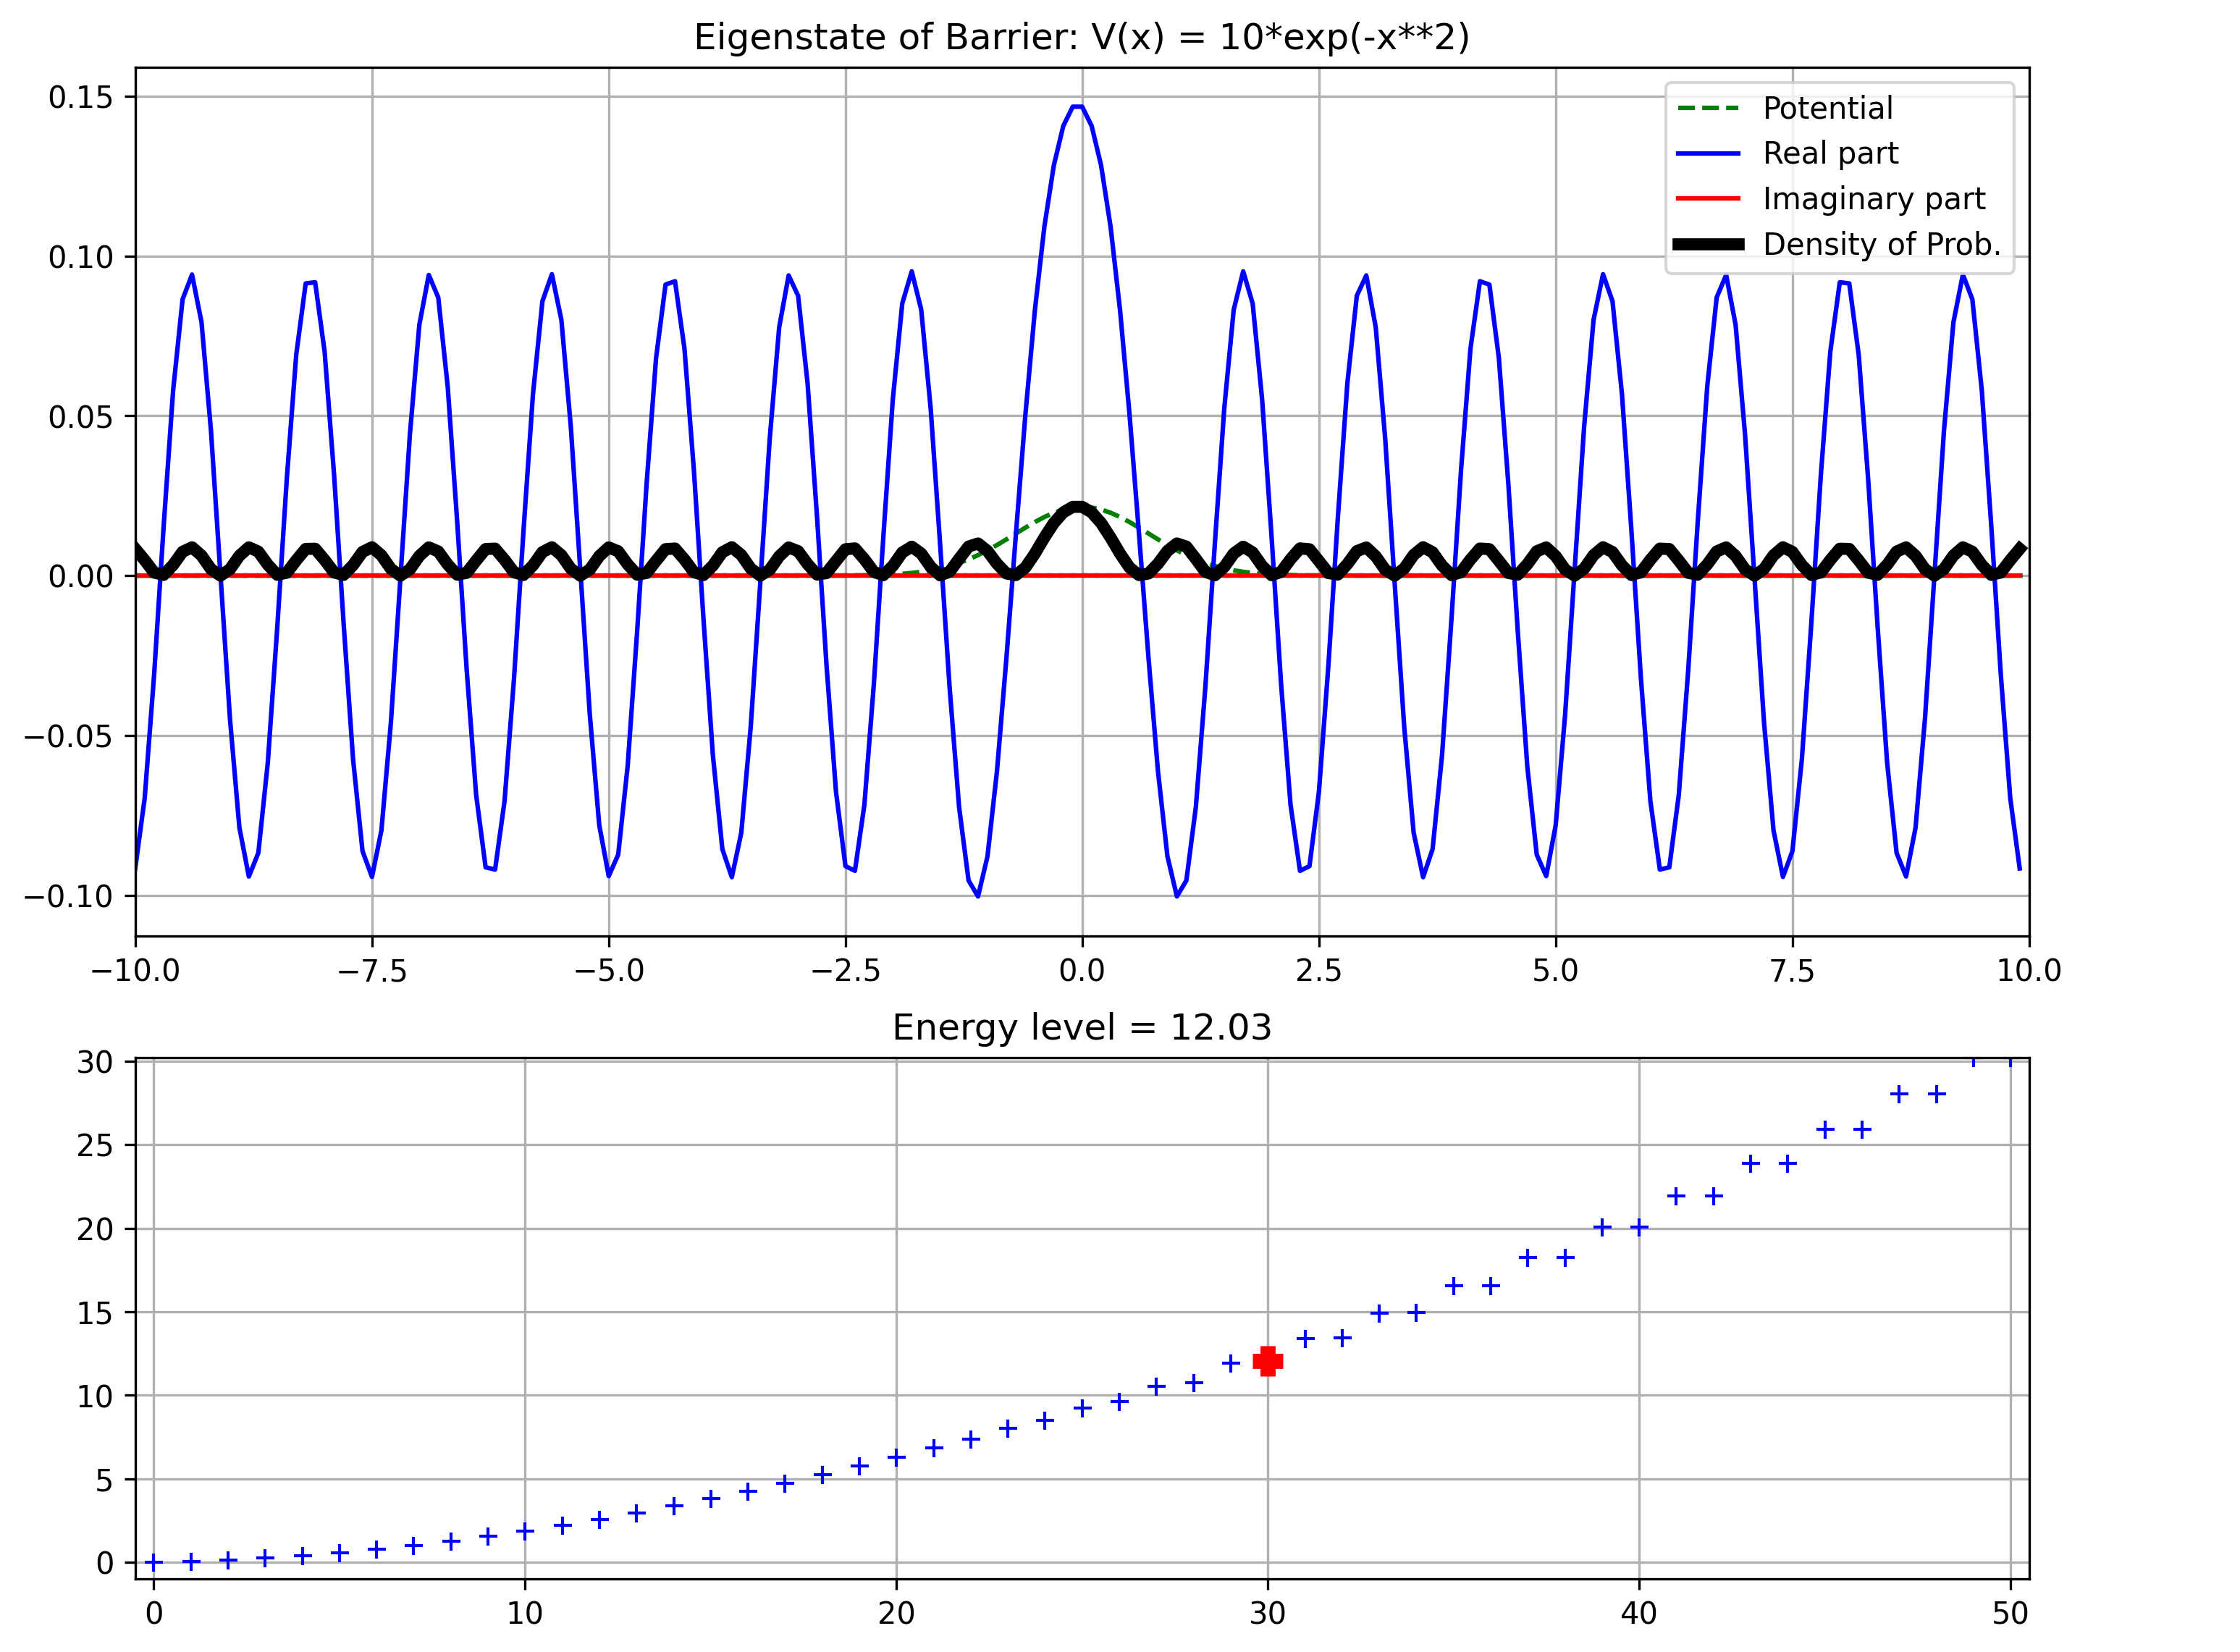 Eigenstate of Barrier: V(x) = 10*exp(-x**2)
0.15
0.10
0.05
0.00
−0.05
−0.10
Potential
Real part
Imaginary part
Density of Prob.
−10.0 −7.5 −5.0 −2.5 0.0 2.5 5.0 7.5 10.0
Energy level = 12.03
30
25
20
15
10
5
0
0 10 20 30 40 50